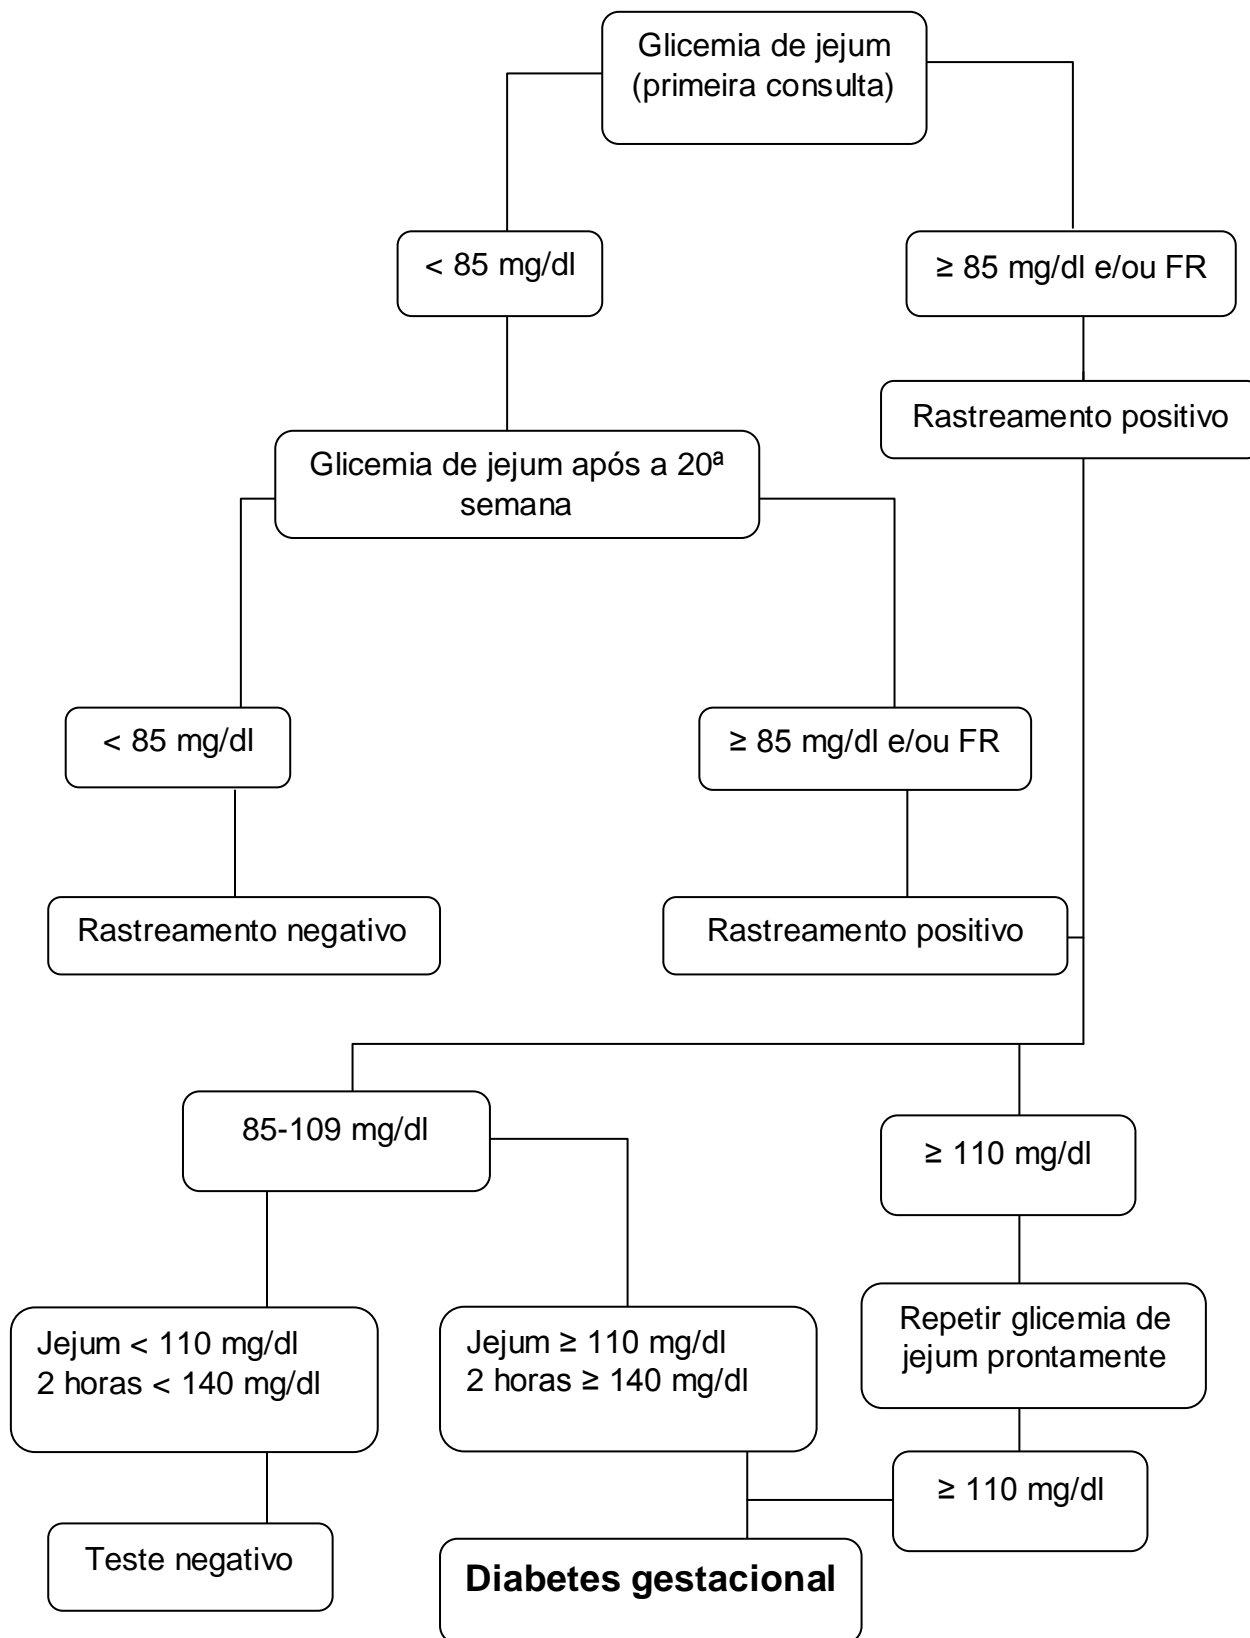 Glicemia de jejum
(primeira consulta)
< 85 mg/dl
≥ 85 mg/dl e/ou FR
Rastreamento positivo
Glicemia de jejum após a 20ª
semana
< 85 mg/dl
≥ 85 mg/dl e/ou FR
Rastreamento negativo
Rastreamento positivo
85-109 mg/dl
≥ 110 mg/dl
Repetir glicemia de
jejum prontamente
Jejum < 110 mg/dl
2 horas < 140 mg/dl
Jejum ≥ 110 mg/dl
2 horas ≥ 140 mg/dl
≥ 110 mg/dl
Teste negativo
Diabetes gestacional